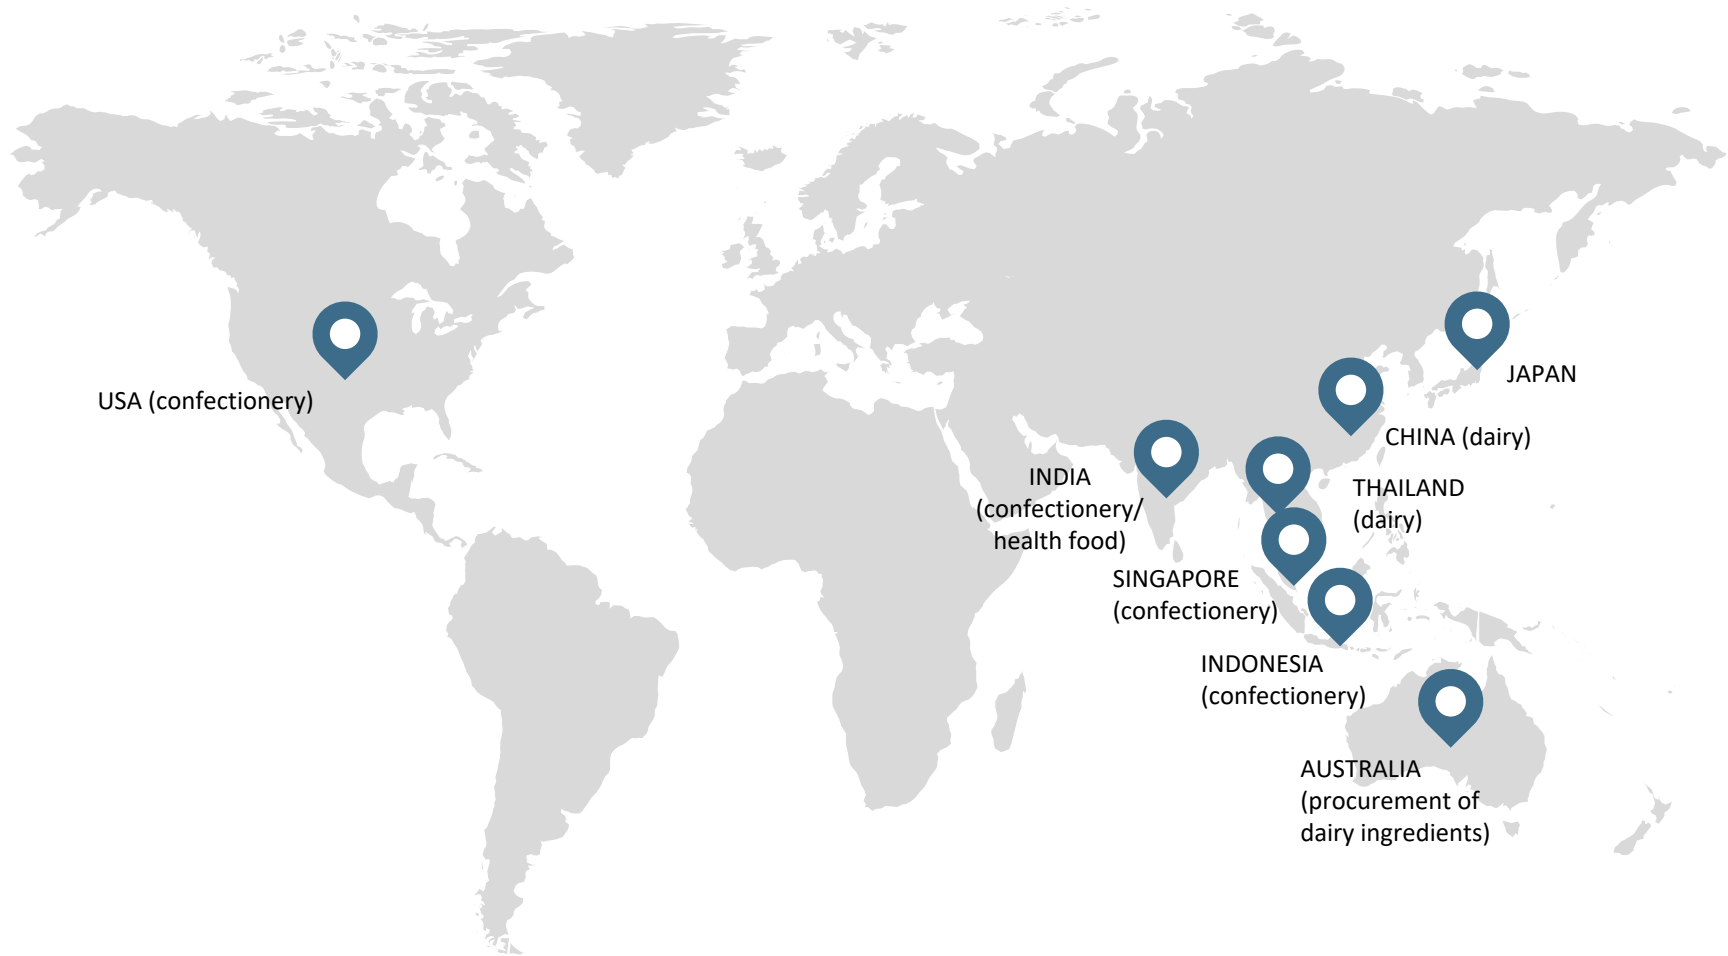 USA (confectionery)
JAPAN
CHINA (dairy)
INDIA
(confectionery/
health food)
THAILAND
(dairy)
SINGAPORE
(confectionery)
INDONESIA
(confectionery)
AUSTRALIA
(procurement of
dairy ingredients)